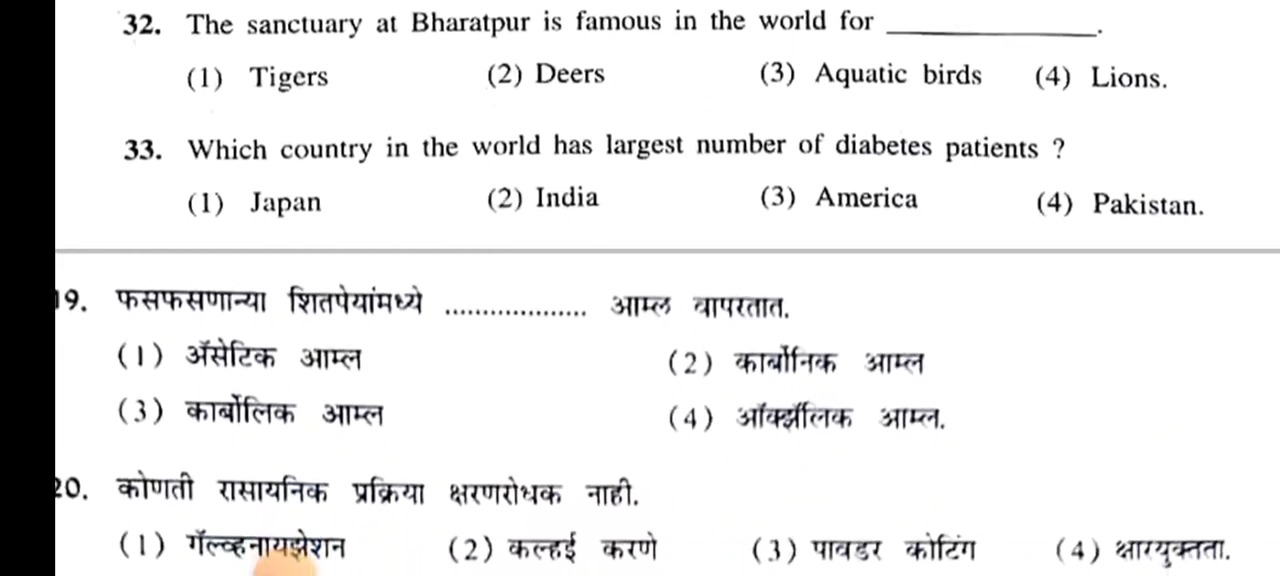 32. The sanctuary at Bharatpur is famous in the world for ____________.
(1) Tigers (2) Deers (3) Aquatic birds (4) Lions.
33. Which country in the world has largest number of diabetes patients ?
(1) Japan (2) India (3) America (4) Pakistan.
19. फसफसणाऱ्या शितपेयांमध्ये ................... आम्ल वापरतात.
(1) ॲसेटिक आम्ल (2) कार्बोनिक आम्ल
(3) कार्बोलिक आम्ल (4) ऑक्झॅलिक आम्ल.
20. कोणती रासायनिक प्रक्रिया क्षरणरोधक नाही.
(1) गॅल्व्हनायझेशन (2) कल्हई करणे (3) पावडर कोटिंग (4) क्षारयुक्तता.